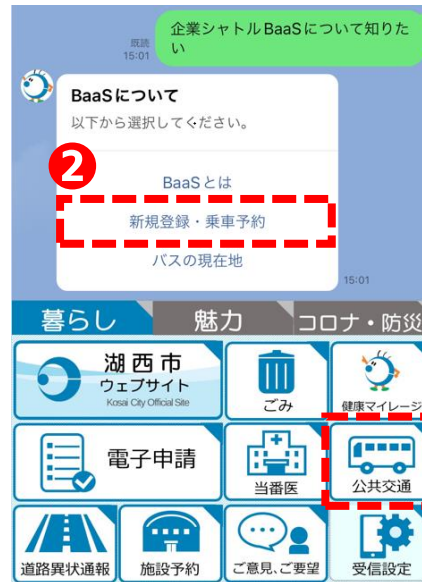 企業シャトルBaaSについて知りた
い
既読
15:01
BaaSについて
以下から選択してください。
2
BaaSとは
新規登録・乗車予約
バスの現在地
15:01
暮らし
魅力
コロナ・防災
湖西市
ウェブサイト
Kosai City Official Site
ごみ
健康マイレージ
電子申請
当番医
公共交通
道路異状通報
施設予約
ご意見、ご要望
受信設定